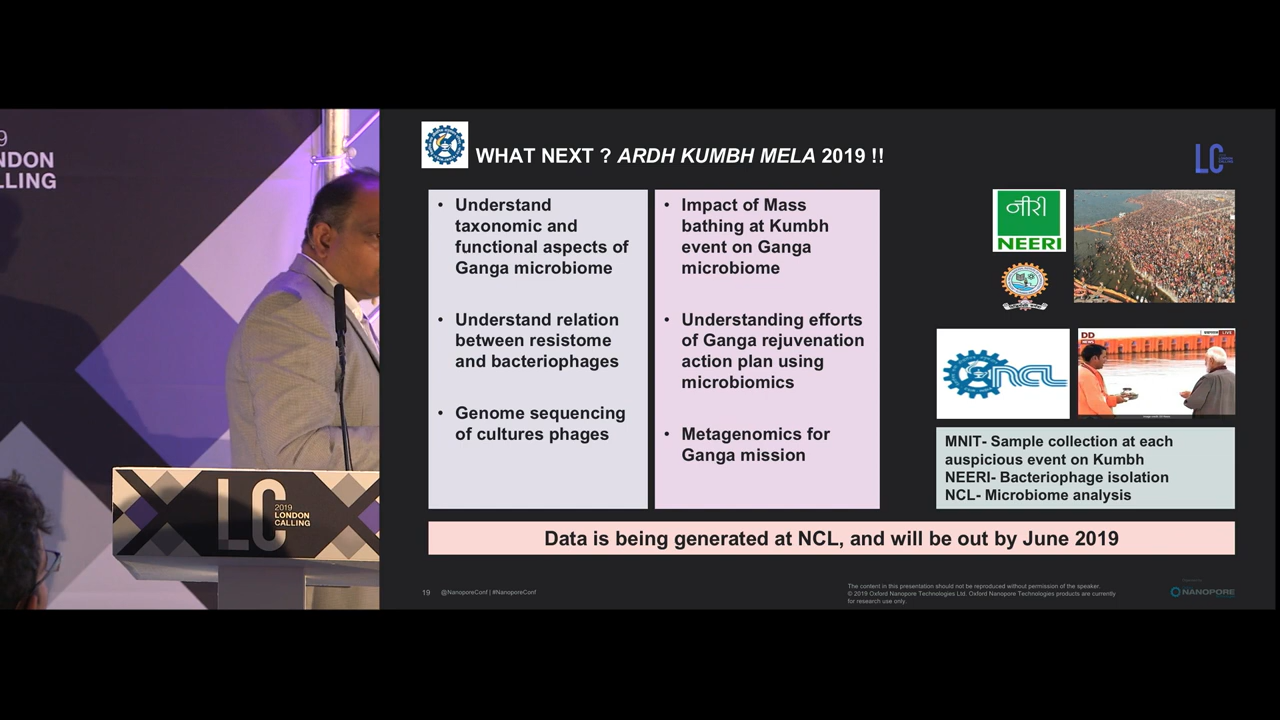 9
NDON
LLING
LC
2019
LONDON
CALLING
WHAT NEXT ? ARDH KUMBH MELA 2019 !!
LC
• Understand
taxonomic and
functional aspects of
Ganga microbiome
• Understand relation
between resistome
and bacteriophages
• Genome sequencing
of cultures phages
• Impact of Mass
bathing at Kumbh
event on Ganga
microbiome
• Understanding efforts
of Ganga rejuvenation
action plan using
microbiomics
• Metagenomics for
Ganga mission
नीरी
NEERI
NCL
DD
NEWS
LIVE
MNIT- Sample collection at each
auspicious event on Kumbh
NEERI- Bacteriophage isolation
NCL- Microbiome analysis
Data is being generated at NCL, and will be out by June 2019
19 @NanoporeConf | #NanoporeConf
The content in this presentation should not be reproduced without permission of the speaker.
© 2019 Oxford Nanopore Technologies Ltd. Oxford Nanopore Technologies products are currently
for research use only.
NANOPORE